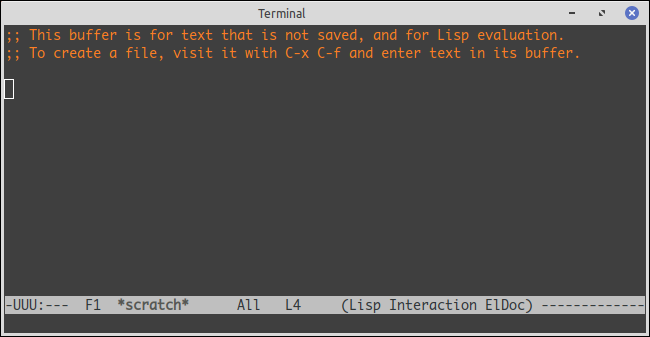 Terminal
;; This buffer is for text that is not saved, and for Lisp evaluation.
;; To create a file, visit it with C-x C-f and enter text in its buffer.
-UUU:---  F1  *scratch*      All   L4     (Lisp Interaction ElDoc) -------------